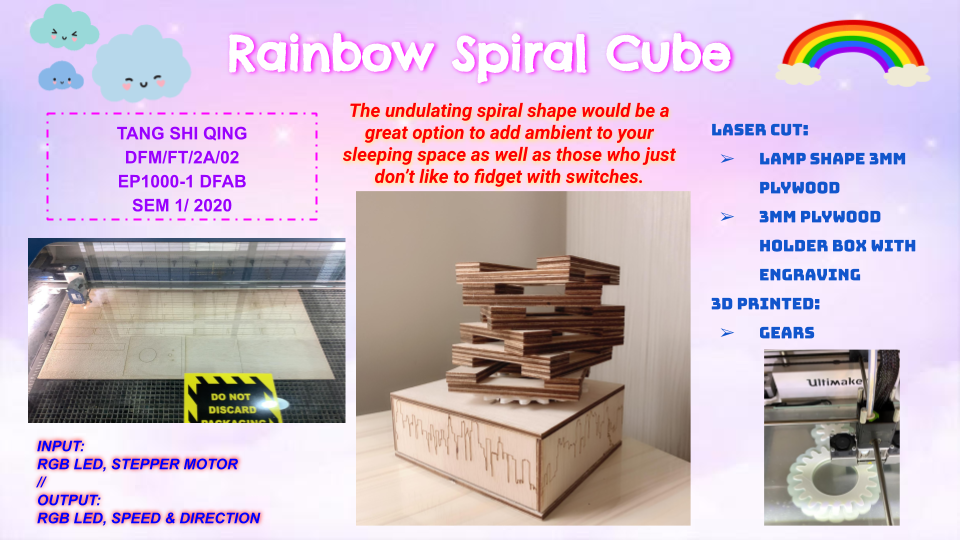 Rainbow Spiral Cube
TANG SHI QING
DFM/FT/2A/02
EP1000-1 DFAB
SEM 1/ 2020
The undulating spiral shape would be a
great option to add ambient to your
sleeping space as well as those who just
don't like to fidget with switches.
LASER CUT:
➢ LAMP SHAPE 3MM
PLYWOOD
➢ 3MM PLYWOOD
HOLDER BOX WITH
ENGRAVING
3D PRINTED:
➢ GEARS
DO NOT
DISCARD
PACKAGING
Ultimake
INPUT:
RGB LED, STEPPER MOTOR
//
OUTPUT:
RGB LED, SPEED & DIRECTION